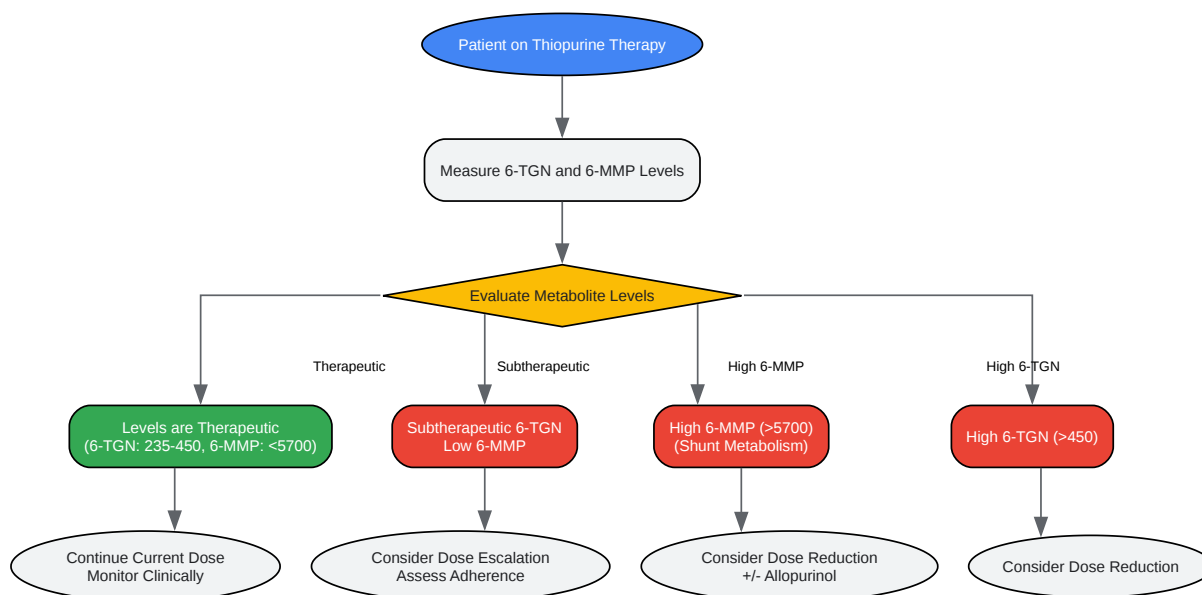 Patient on Thiopurine Therapy
Measure 6-TGN and 6-MMP Levels
Evaluate Metabolite Levels
Therapeutic
Subtherapeutic
High 6-MMP
High 6-TGN
Levels are Therapeutic
(6-TGN: 235-450, 6-MMP: <5700)
Subtherapeutic 6-TGN
Low 6-MMP
High 6-MMP (>5700)
(Shunt Metabolism)
High 6-TGN (>450)
Continue Current Dose
Monitor Clinically
Consider Dose Escalation
Assess Adherence
Consider Dose Reduction
+/- Allopurinol
Consider Dose Reduction